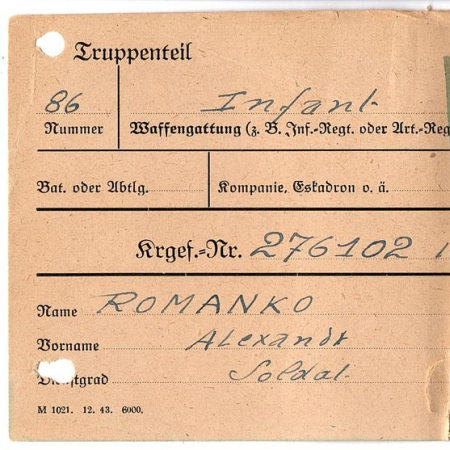 Truppenteil
86 Infant
Nummer Waffengattung (z. B. Inf.-Regt. oder Art.-Reg
Bat. oder Abtlg. Kompanie, Eskadron o. ä.
Krgef.-Nr. 276102
Name ROMANKO
Vorname Alexandr
Soldat
M 1021. 12. 43. 6000.